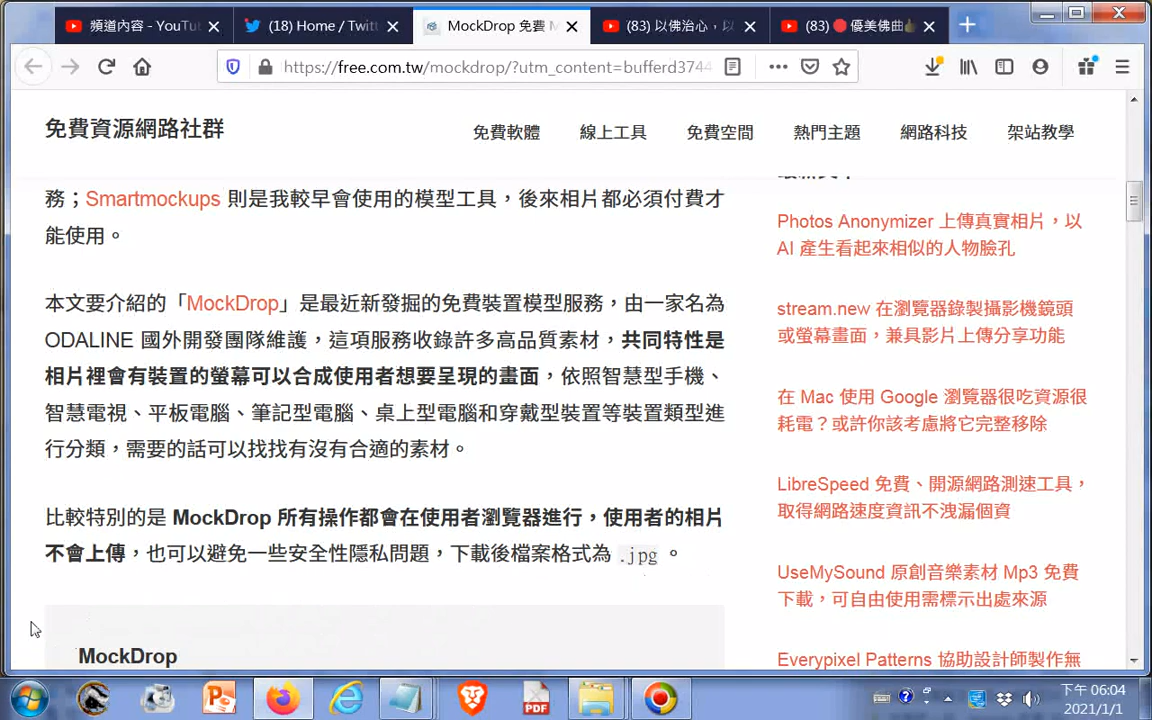 頻道內容 - YouTu
(18) Home / Twitt
MockDrop 免費 M
(83) 以佛治心，以
(83) 🔴 優美佛曲
https://free.com.tw/mockdrop/?utm_content=bufferd3744
免費資源網路社群
免費軟體
線上工具
免費空間
熱門主題
網路科技
架站教學
務；Smartmockups 則是我較早會使用的模型工具，後來相片都必須付費才
能使用。
本文要介紹的「MockDrop」是最近新發掘的免費裝置模型服務，由一家名為
ODALINE 國外開發團隊維護，這項服務收錄許多高品質素材，共同特性是
相片裡會有裝置的螢幕可以合成使用者想要呈現的畫面，依照智慧型手機、
智慧電視、平板電腦、筆記型電腦、桌上型電腦和穿戴型裝置等裝置類型進
行分類，需要的話可以找找有沒有合適的素材。
比較特別的是 MockDrop 所有操作都會在使用者瀏覽器進行，使用者的相片
不會上傳，也可以避免一些安全性隱私問題，下載後檔案格式為 .jpg 。
MockDrop
Photos Anonymizer 上傳真實相片，以
AI 產生看起來相似的人物臉孔
stream.new 在瀏覽器錄製攝影機鏡頭
或螢幕畫面，兼具影片上傳分享功能
在 Mac 使用 Google 瀏覽器很吃資源很
耗電？或許你該考慮將它完整移除
LibreSpeed 免費、開源網路測速工具，
取得網路速度資訊不洩漏個資
UseMySound 原創音樂素材 Mp3 免費
下載，可自由使用需標示出處來源
Everypixel Patterns 協助設計師製作無
PDF
下午 06:04
2021/1/1